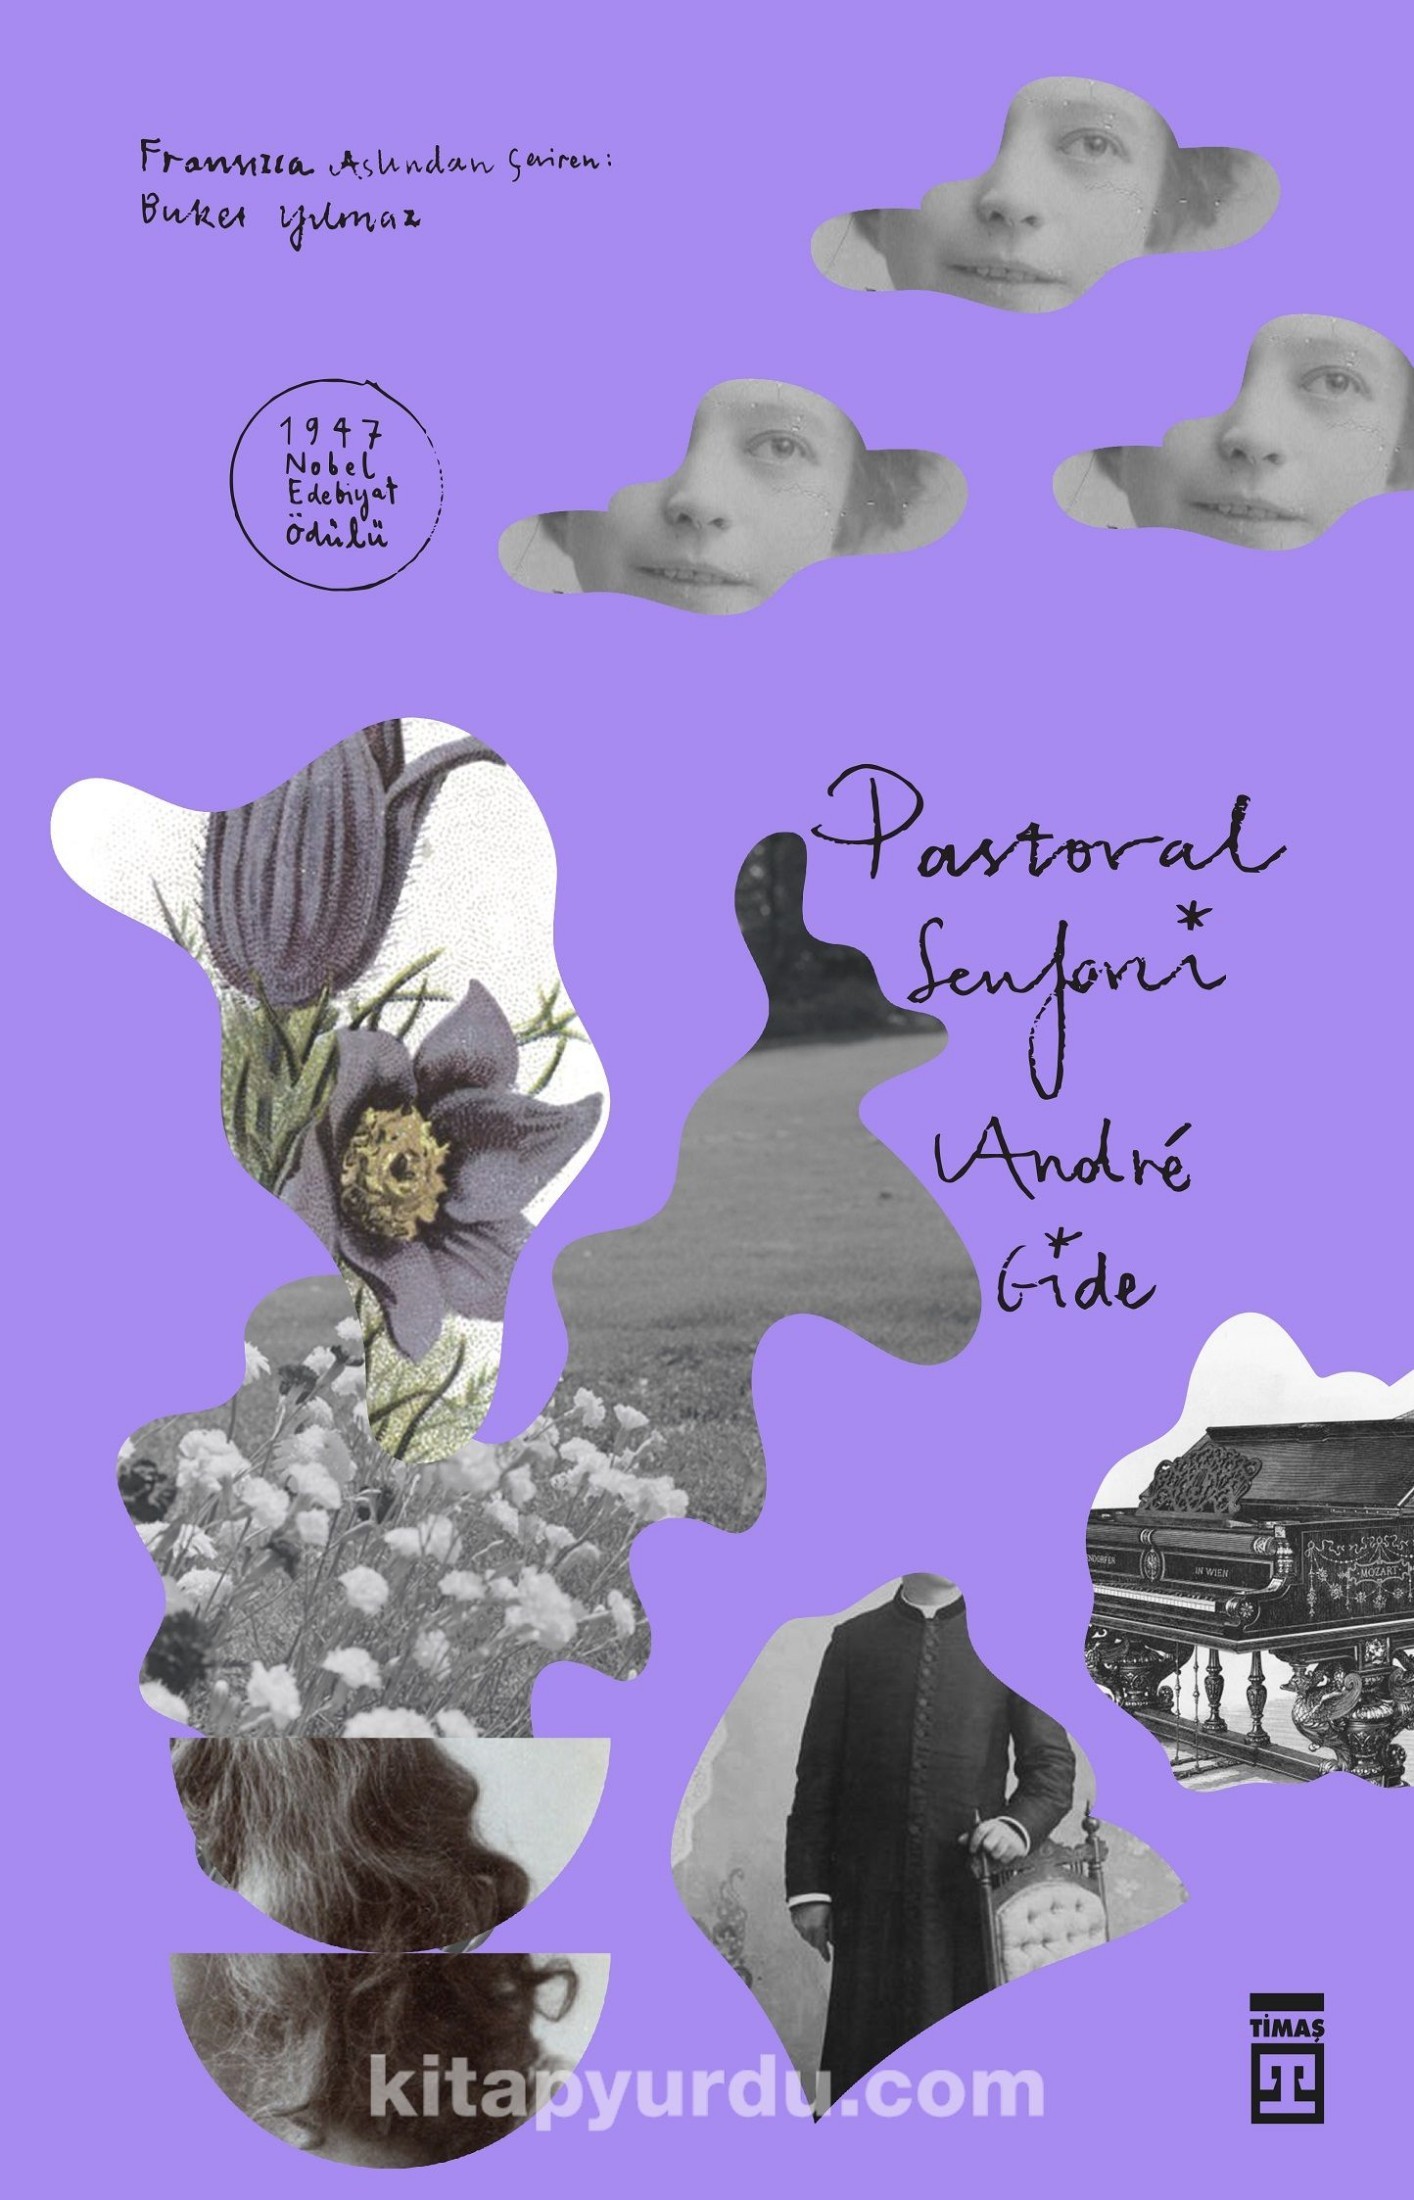 Fransızca Aslından Çeviren:
Buket Yılmaz
1947
Nobel
Edebiyat
Ödülü
Pastoral
Senfoni
André
Gide
IN WIEN
MOZART
TİMAŞ
kitapyurdu.com